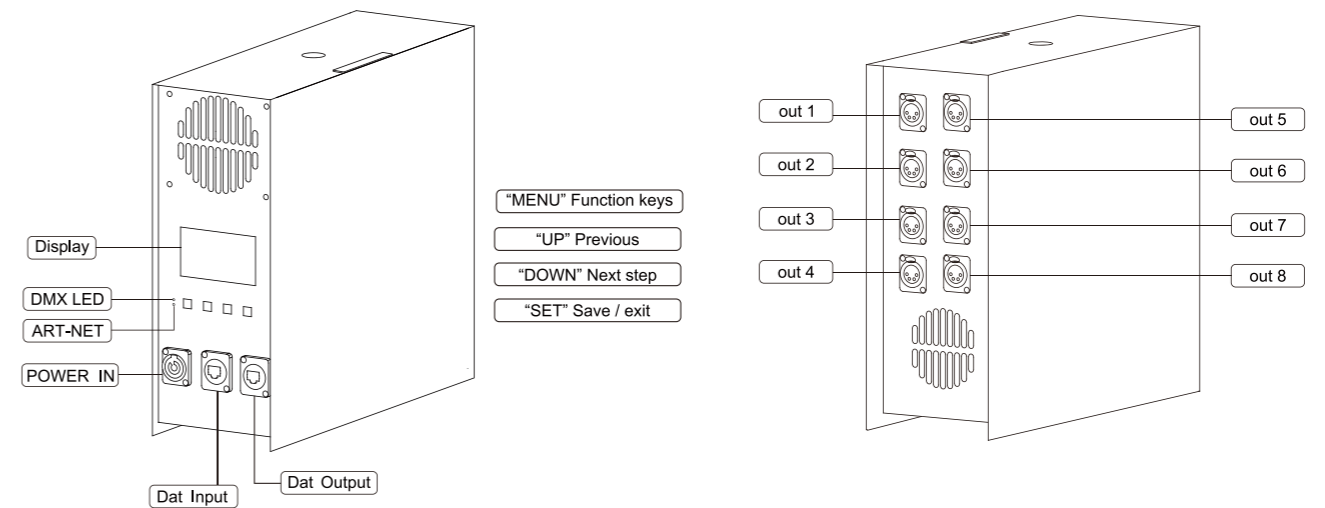 Display
DMX LED
ART-NET
POWER IN
Dat Input
Dat Output
“MENU” Function keys
“UP” Previous
“DOWN” Next step
“SET” Save / exit
out 1
out 2
out 3
out 4
out 5
out 6
out 7
out 8